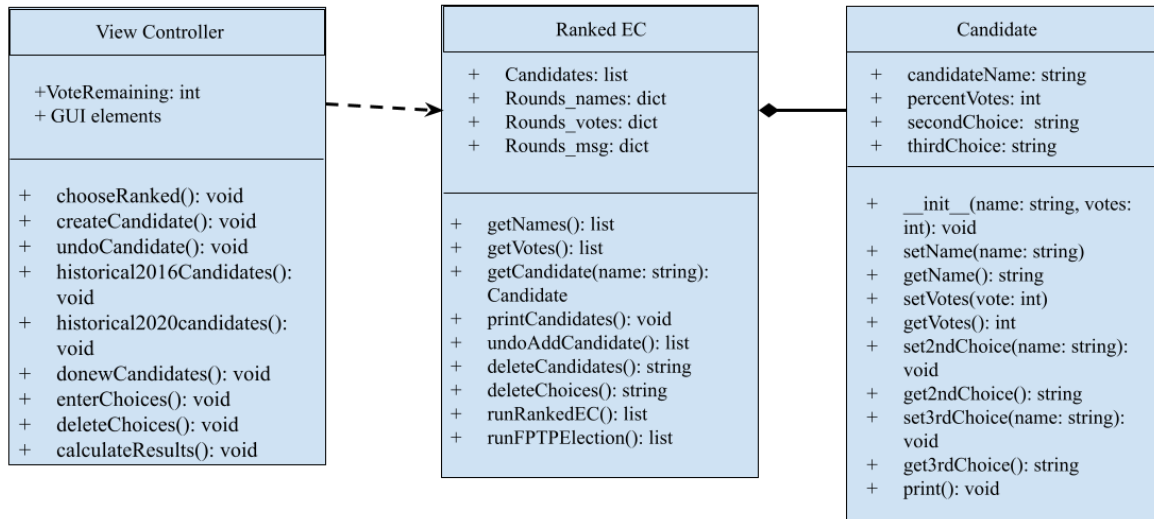 View Controller
+VoteRemaining: int
+ GUI elements
+ chooseRanked(): void
+ createCandidate(): void
+ undoCandidate(): void
+ historical2016Candidates():
void
+ historical2020candidates():
void
+ donewCandidates(): void
+ enterChoices(): void
+ deleteChoices(): void
+ calculateResults(): void
Ranked EC
+ Candidates: list
+ Rounds_names: dict
+ Rounds_votes: dict
+ Rounds_msg: dict
+ getNames(): list
+ getVotes(): list
+ getCandidate(name: string):
Candidate
+ printCandidates(): void
+ undoAddCandidate(): list
+ deleteCandidates(): string
+ deleteChoices(): string
+ runRankedEC(): list
+ runFPTPElection(): list
Candidate
+ candidateName: string
+ percentVotes: int
+ secondChoice: string
+ thirdChoice: string
+ __init__(name: string, votes:
int): void
+ setName(name: string)
+ getName(): string
+ setVotes(vote: int)
+ getVotes(): int
+ set2ndChoice(name: string):
void
+ get2ndChoice(): string
+ set3rdChoice(name: string):
void
+ get3rdChoice(): string
+ print(): void